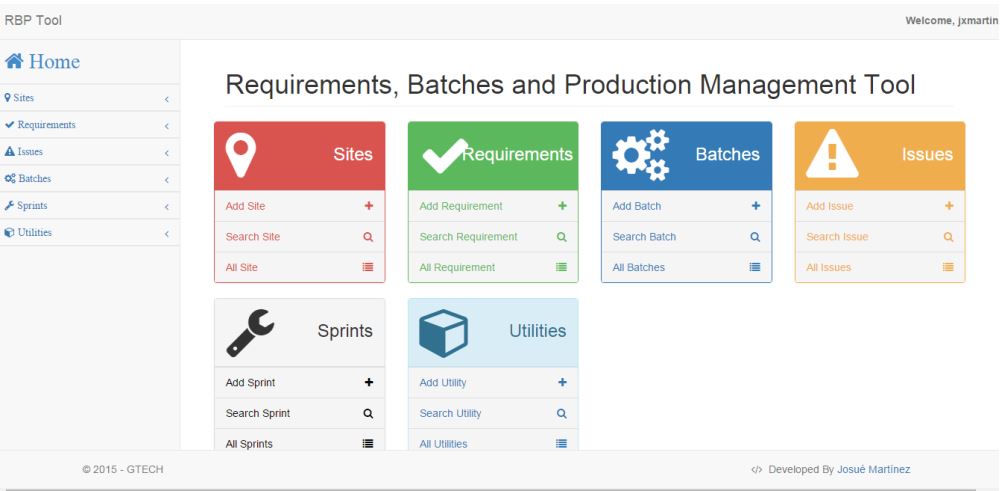 RBP Tool
Welcome, jxmartin
Home
Sites
Requirements
Issues
Batches
Sprints
Utilities
Requirements, Batches and Production Management Tool
Sites
Add Site
Search Site
All Site
Requirements
Add Requirement
Search Requirement
All Requirement
Batches
Add Batch
Search Batch
All Batches
Issues
Add Issue
Search Issue
All Issues
Sprints
Add Sprint
Search Sprint
All Sprints
Utilities
Add Utility
Search Utility
All Utilities
© 2015 - GTECH
</> Developed By Josué Martínez